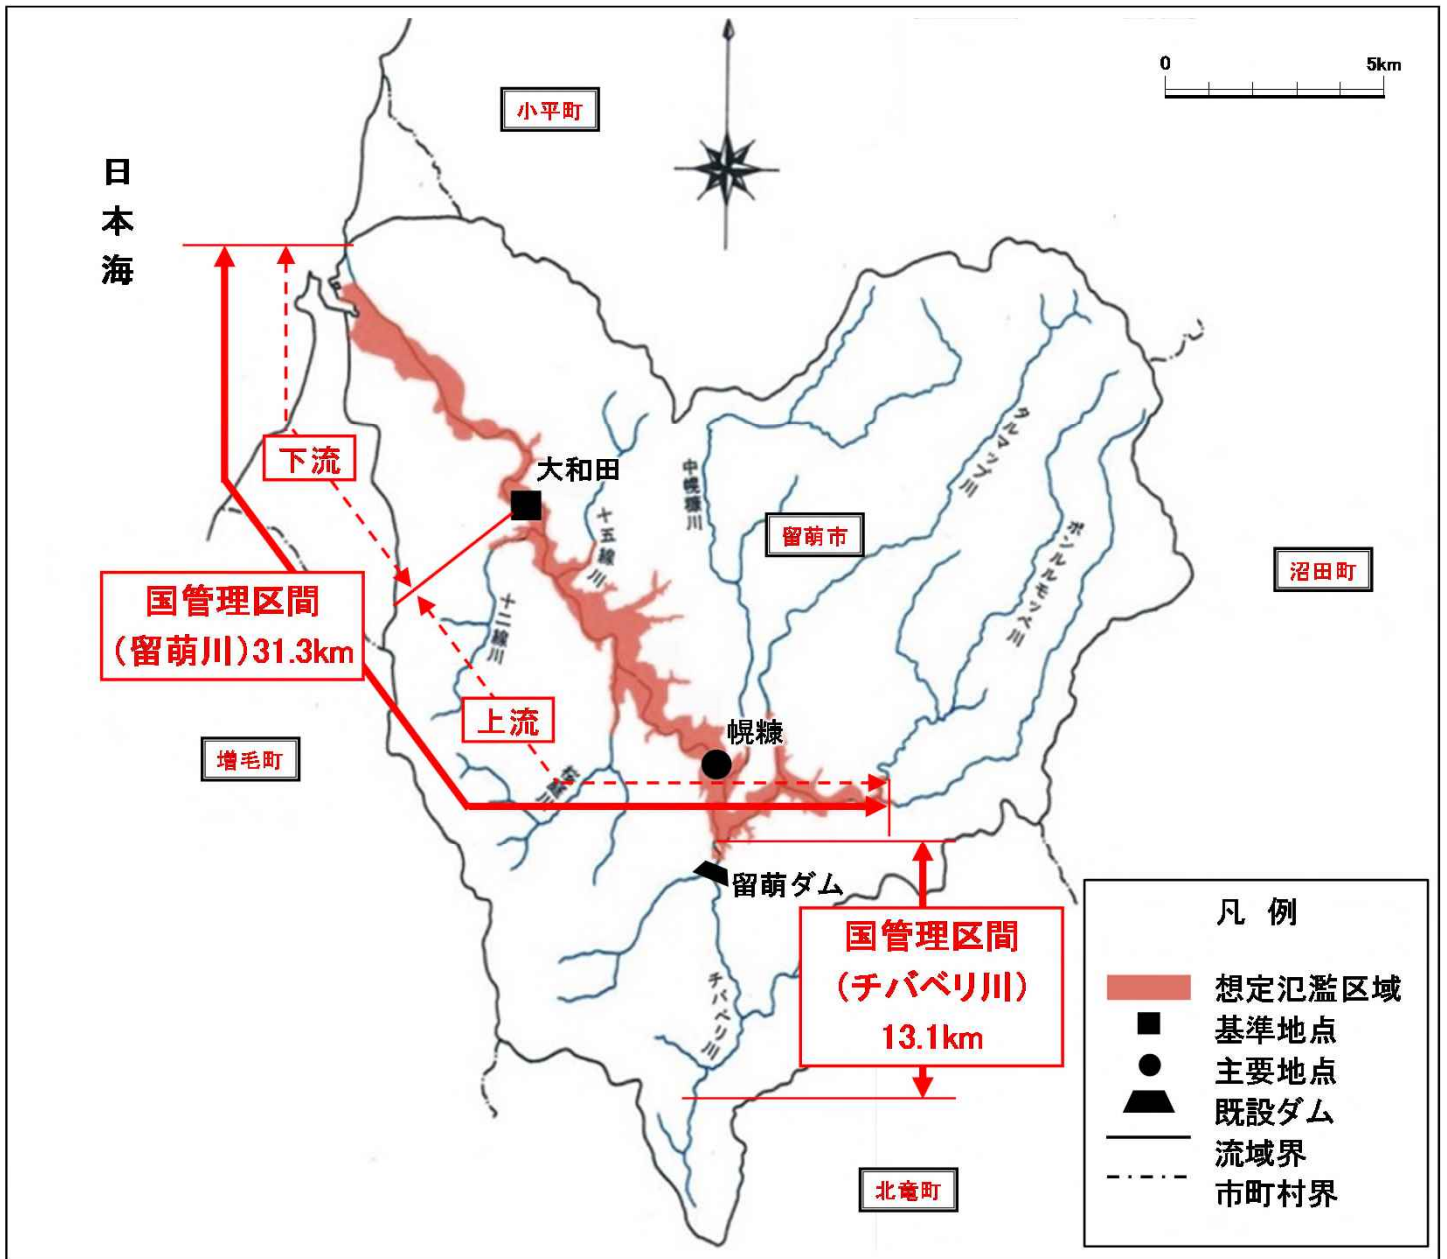 0 5km
小平町
日本海
下流
大和田
中幌糠川
タルマップ川
十五線川
留萌市
ポンルルモッペ川
沼田町
国管理区間
(留萌川)31.3km
十二線川
上流
幌糠
増毛町
留萌ダム
国管理区間
(チバベリ川)
13.1km
チバベリ川
北竜町
凡 例
想定氾濫区域
基準地点
主要地点
既設ダム
流域界
市町村界